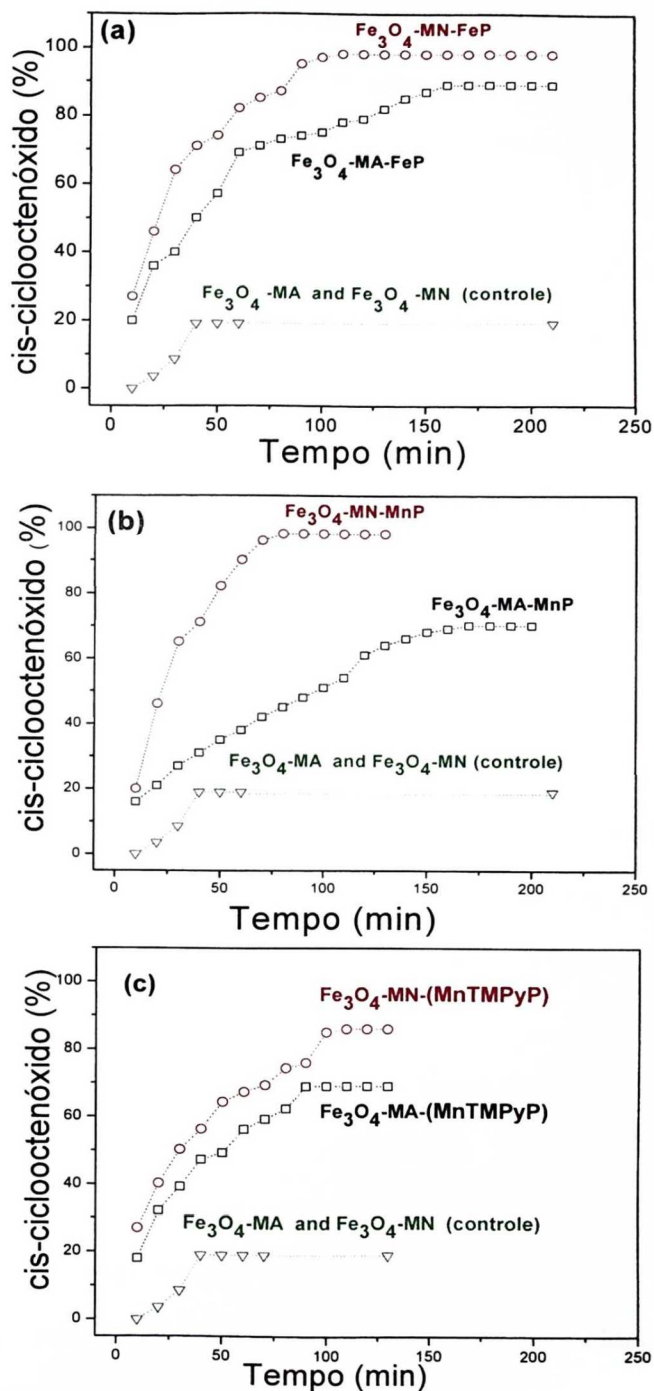 (a)
Fe3O4-MN-FeP
Fe3O4-MA-FeP
Fe3O4 -MA and Fe3O4 -MN (controle)
cis-ciclooctenóxido (%)
100
80
60
40
20
0
0 50 100 150 200 250
Tempo (min)
(b)
Fe3O4-MN-MnP
Fe3O4-MA-MnP
Fe3O4-MA and Fe3O4-MN (controle)
cis-ciclooctenóxido (%)
100
80
60
40
20
0
0 50 100 150 200 250
Tempo (min)
(c)
Fe3O4-MN-(MnTMPyP)
Fe3O4-MA-(MnTMPyP)
Fe3O4-MA and Fe3O4-MN (controle)
cis-ciclooctenóxido (%)
100
80
60
40
20
0
0 50 100 150 200 250
Tempo (min)